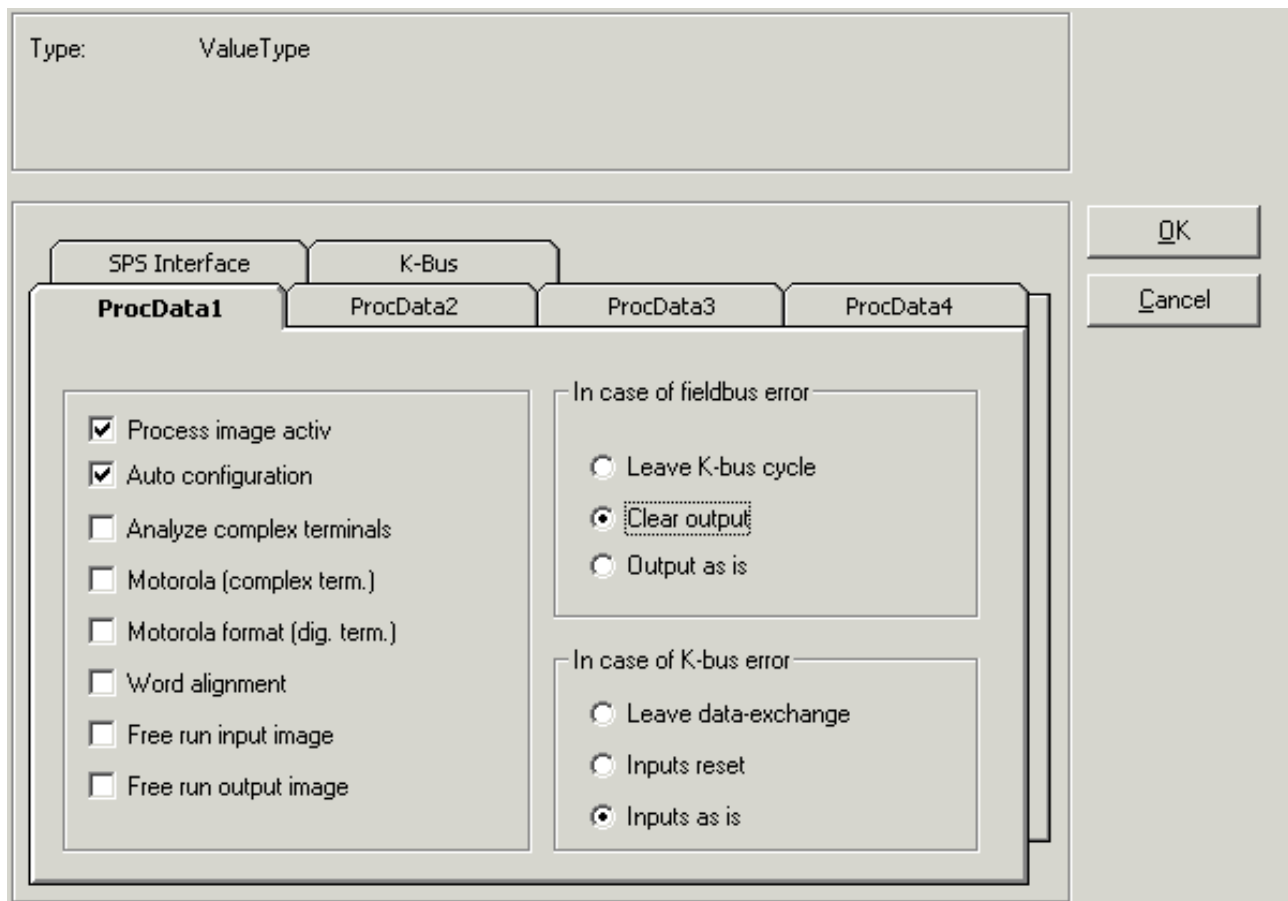 Type: ValueType
OK
Cancel
SPS Interface
K-Bus
ProcData1
ProcData2
ProcData3
ProcData4
Process image activ
Auto configuration
Analyze complex terminals
Motorola (complex term.)
Motorola format (dig. term.)
Word alignment
Free run input image
Free run output image
In case of fieldbus error
Leave K-bus cycle
Clear output
Output as is
In case of K-bus error
Leave data-exchange
Inputs reset
Inputs as is